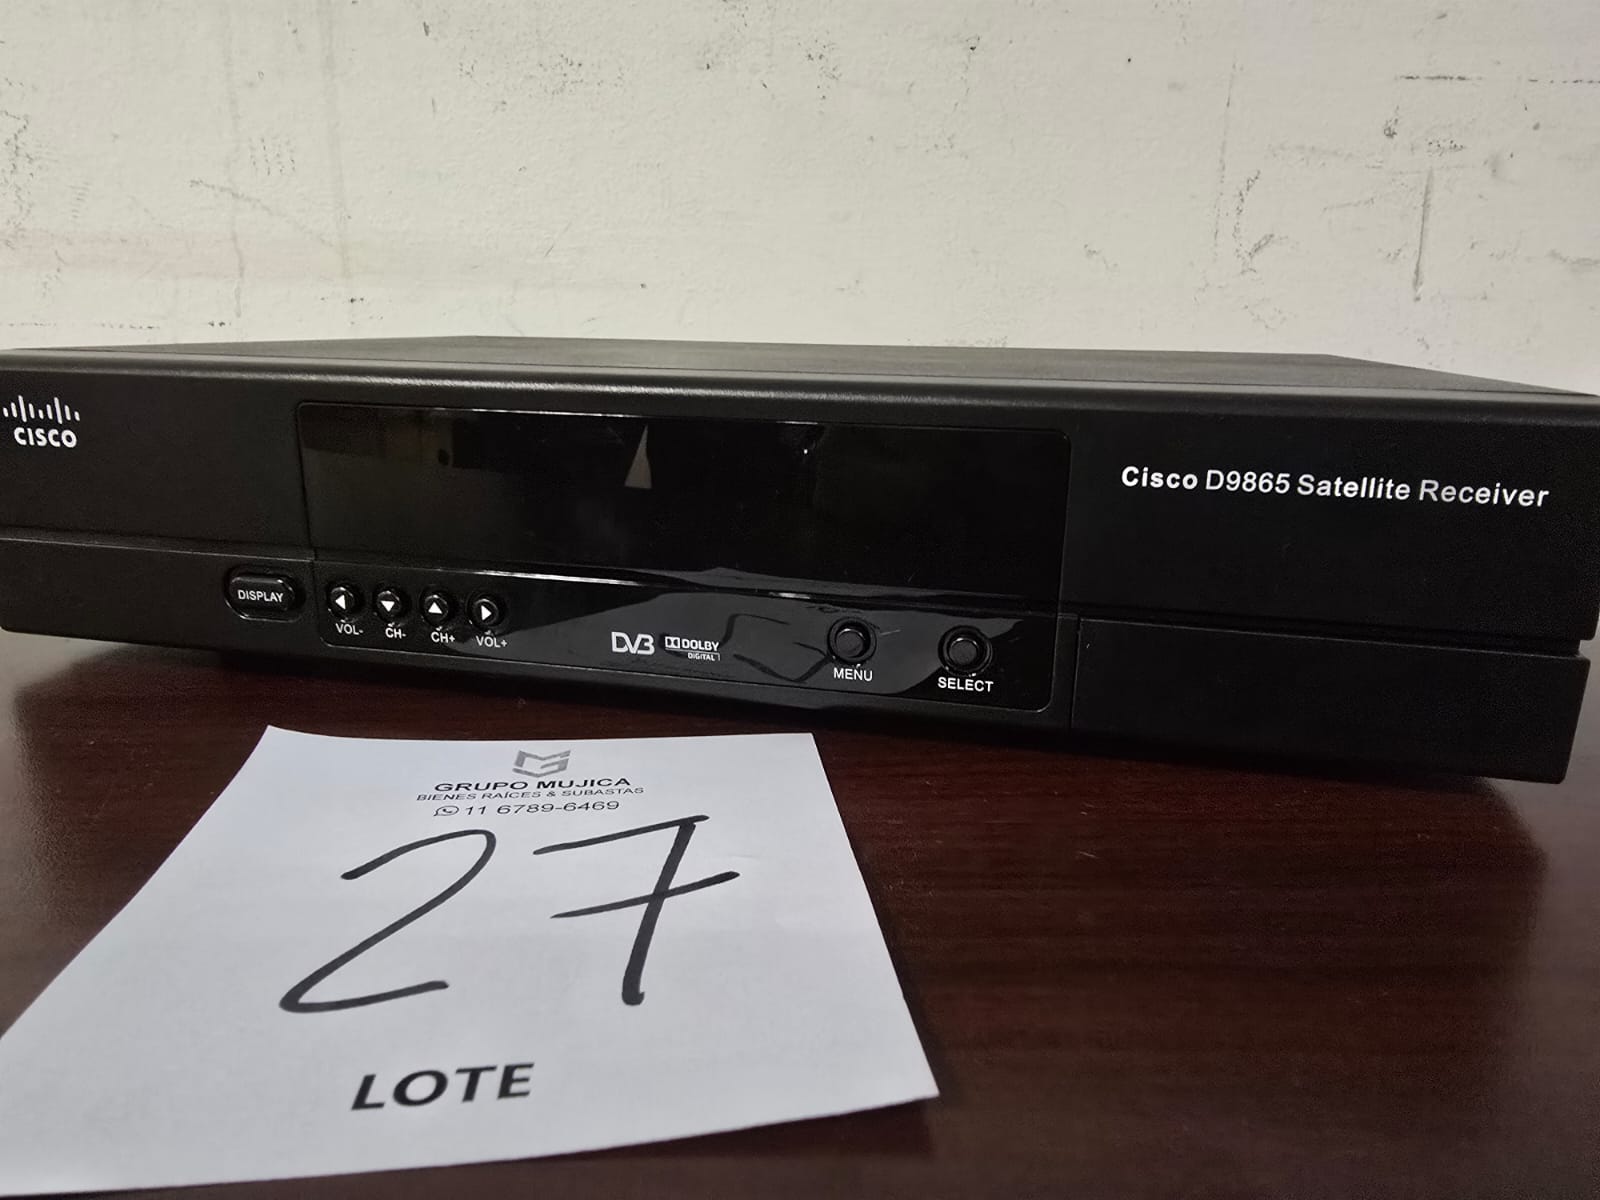 CISCO
Cisco D9865 Satellite Receiver
DISPLAY
VOL- CH- CH+ VOL+
DVB DOLBY DIGITAL
MENU
SELECT
GRUPO MUJICA
BIENES RAÍCES & SUBASTAS
11 6789-6469
27
LOTE